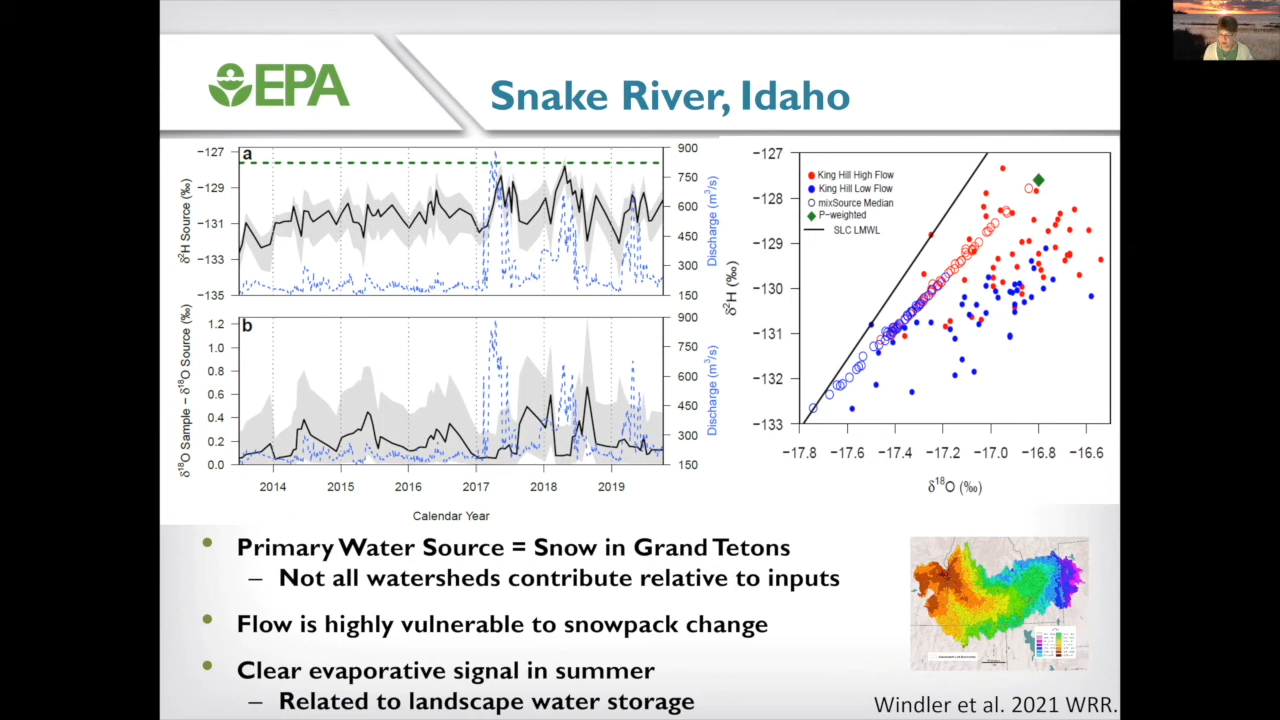 EPA
Snake River, Idaho
a
−127
−129
−131
−133
−135
δ²H Source (‰)
900
750
600
450
300
150
Discharge (m³/s)
b
1.2
1.0
0.8
0.6
0.4
0.2
0.0
δ¹⁸O Sample − δ¹⁸O Source (‰)
900
750
600
450
300
150
Discharge (m³/s)
2014 2015 2016 2017 2018 2019
Calendar Year
−127
−128
−129
−130
−131
−132
−133
δ²H (‰)
King Hill High Flow
King Hill Low Flow
mixSource Median
P-weighted
SLC LMWL
−17.8 −17.6 −17.4 −17.2 −17.0 −16.8 −16.6
δ¹⁸O (‰)
• Primary Water Source = Snow in Grand Tetons
– Not all watersheds contribute relative to inputs
• Flow is highly vulnerable to snowpack change
• Clear evaporative signal in summer
– Related to landscape water storage
Windler et al. 2021 WRR.